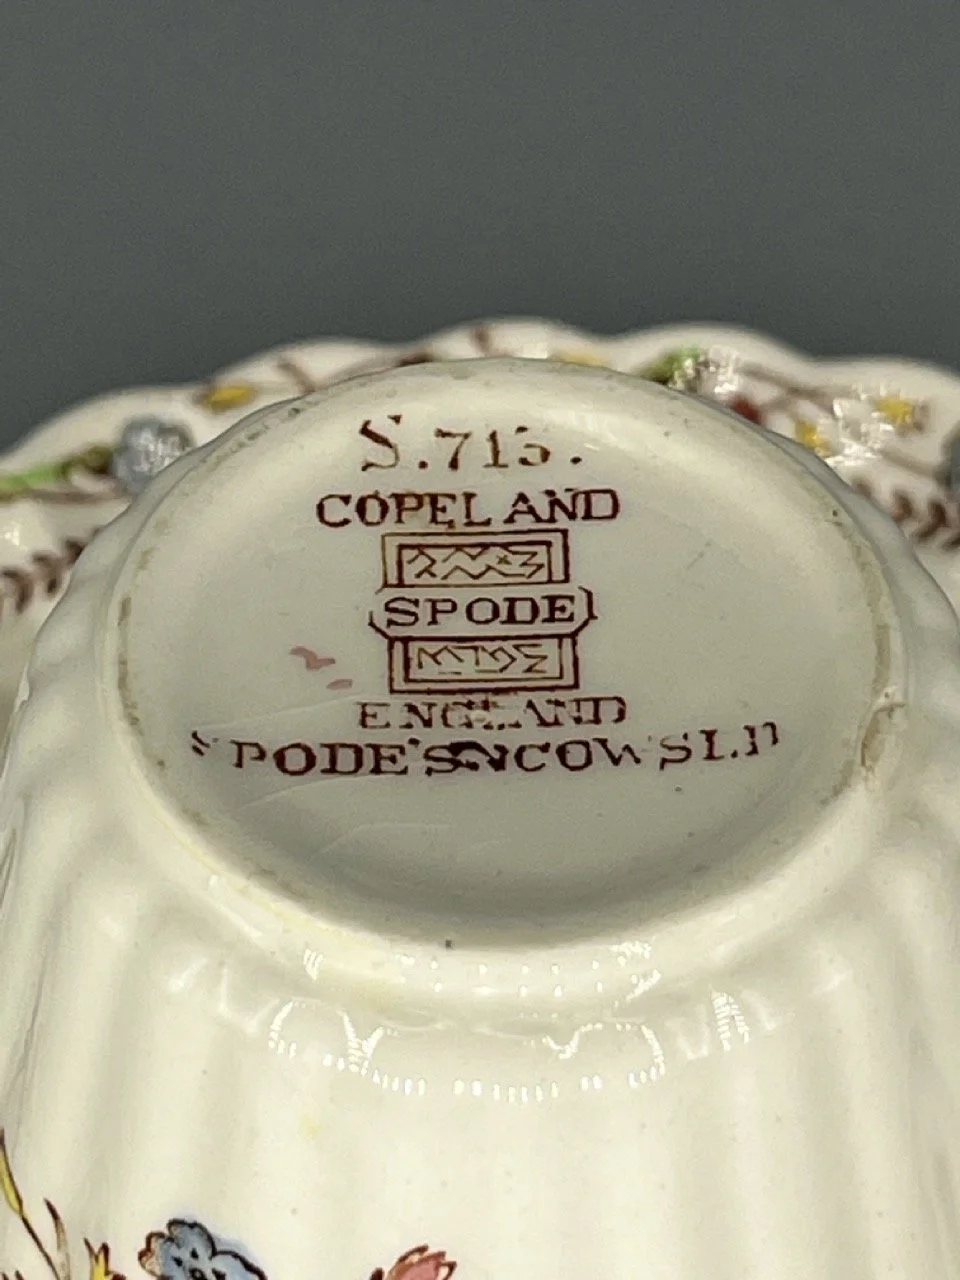 S.715.
COPELAND
SPODE
ENGLAND
SPODE'S COWSLIP